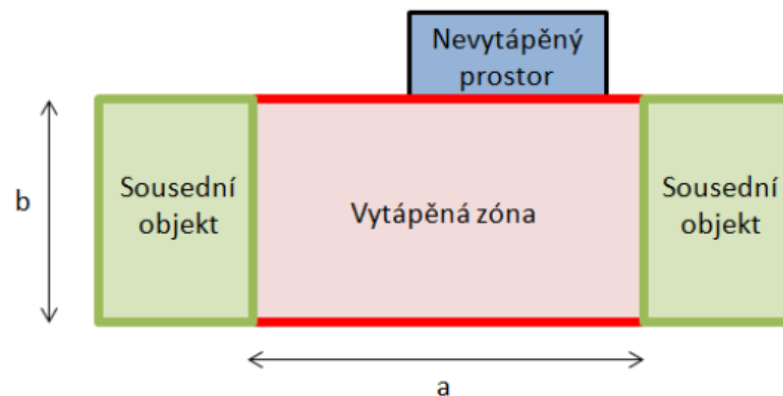 Nevytápěný
prostor
b
Sousední
objekt
Vytápěná zóna
Sousední
objekt
a